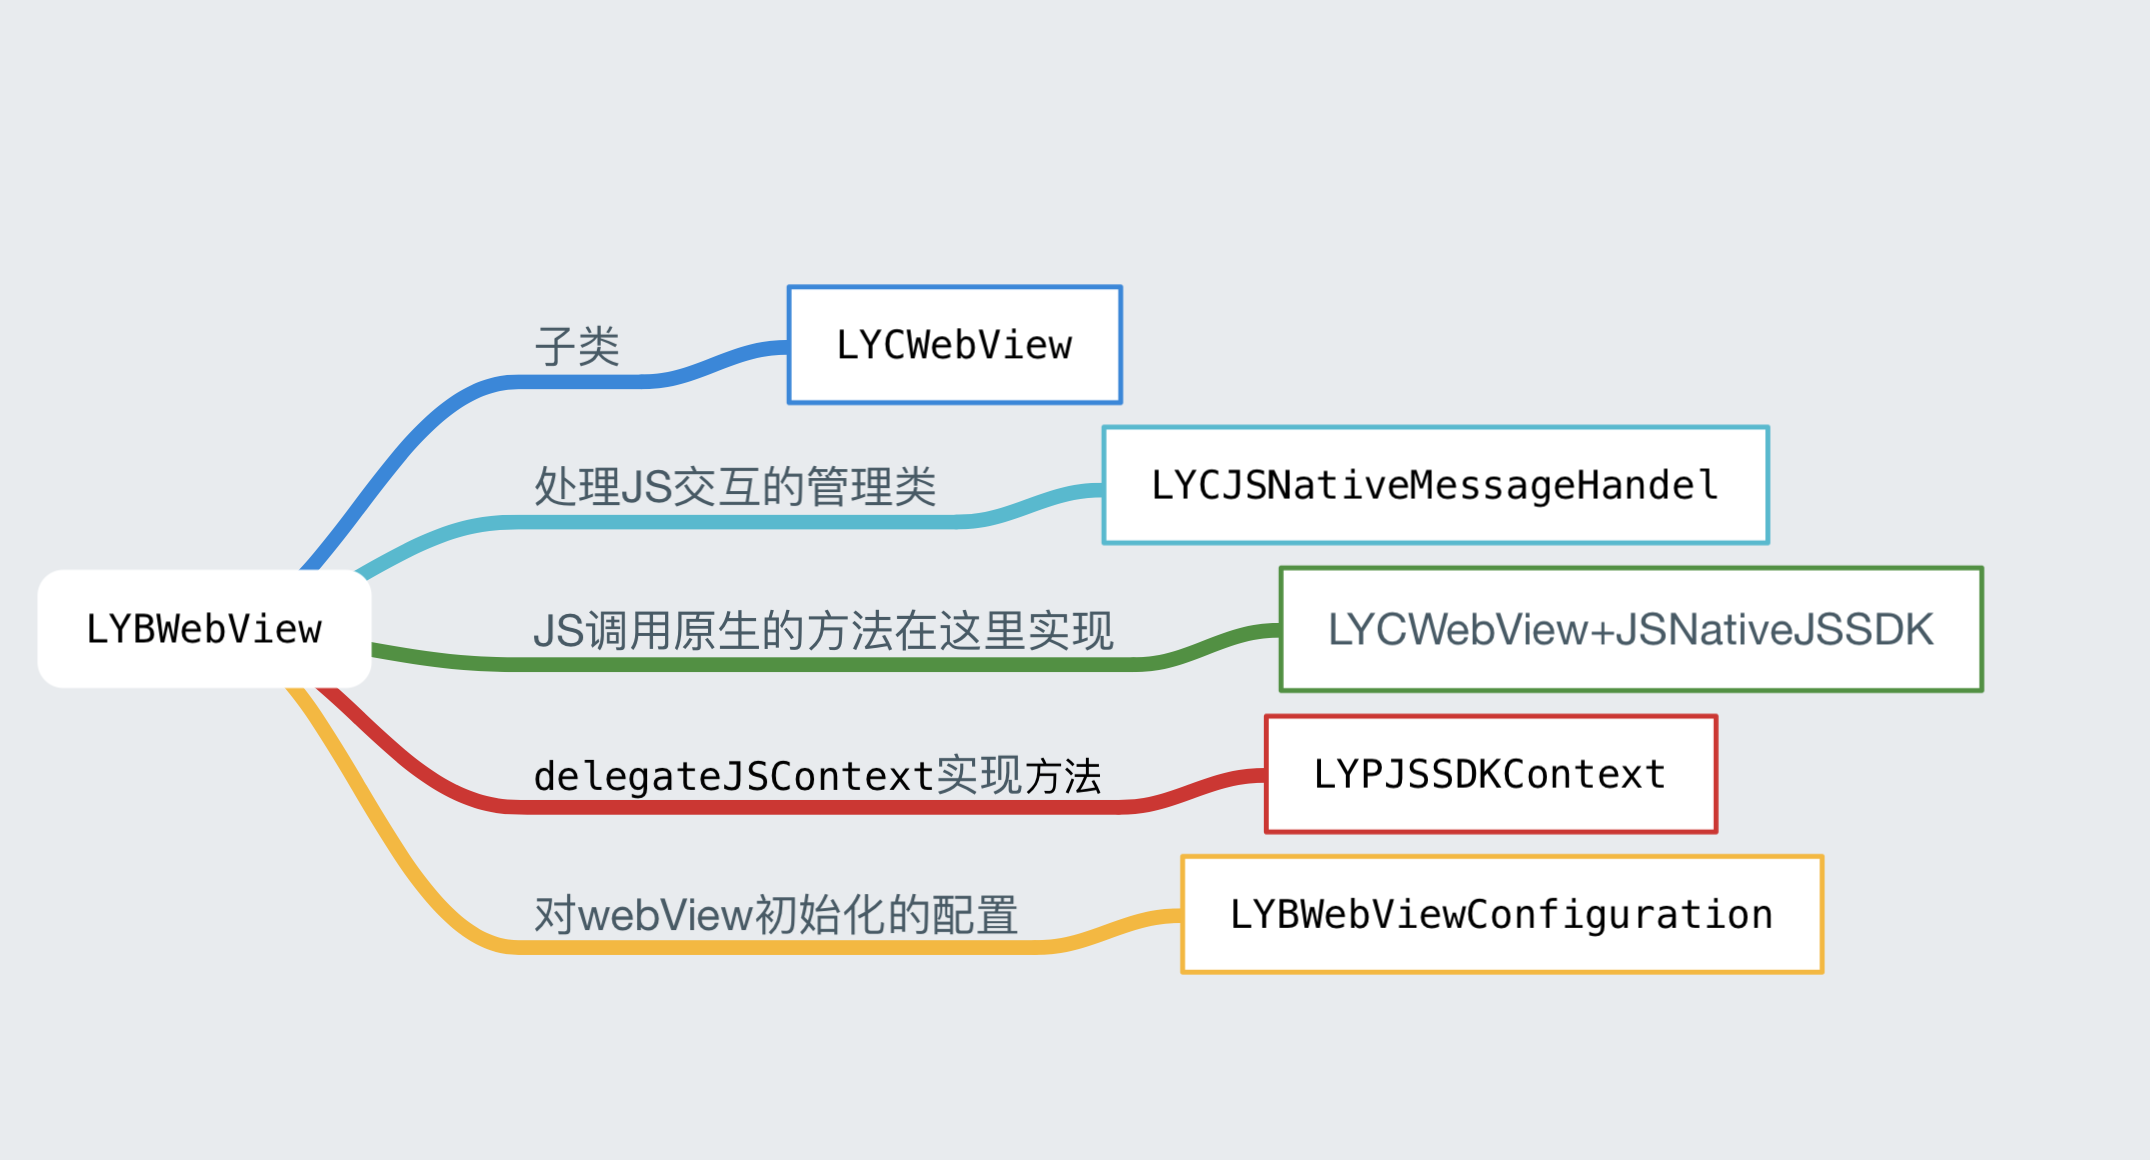 子类
LYCWebView
处理JS交互的管理类
LYCJSNativeMessageHandel
LYBWebView
JS调用原生的方法在这里实现
LYCWebView+JSNativeJSSDK
delegateJSContext实现方法
LYPJSSDKContext
对webView初始化的配置
LYBWebViewConfiguration